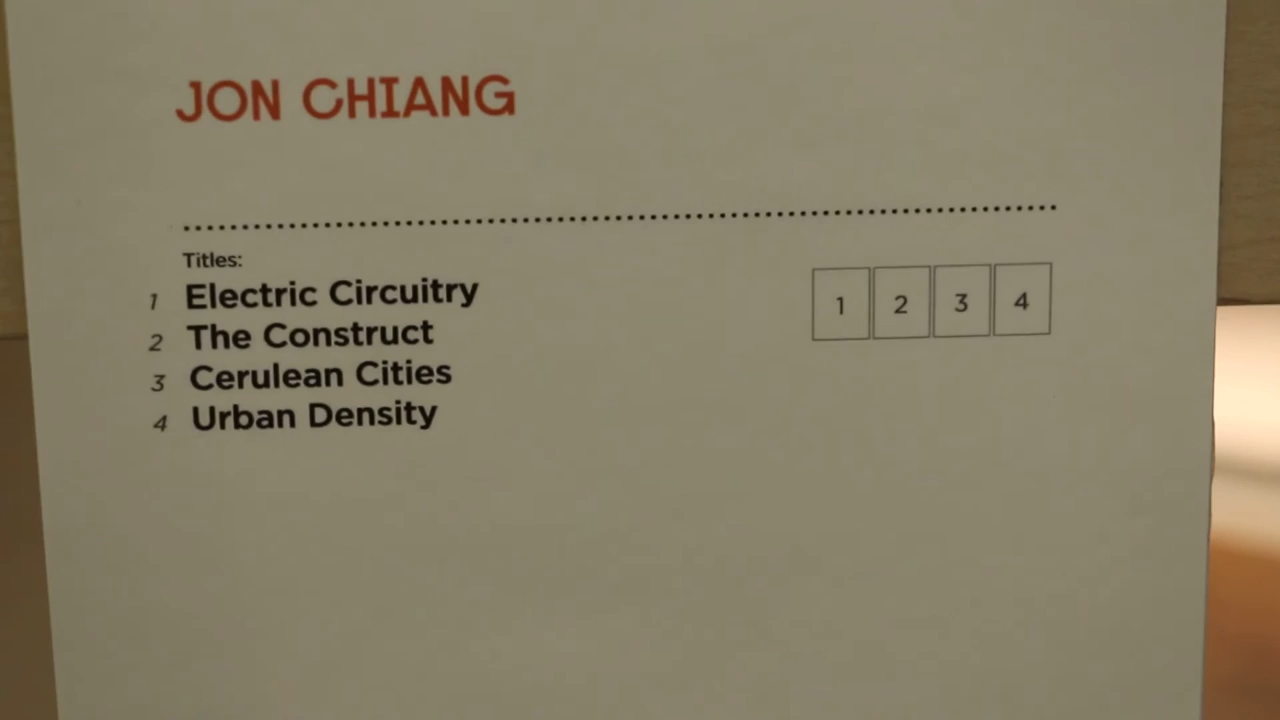 JON CHIANG
Titles:
1 Electric Circuitry
2 The Construct
3 Cerulean Cities
4 Urban Density
1 2 3 4